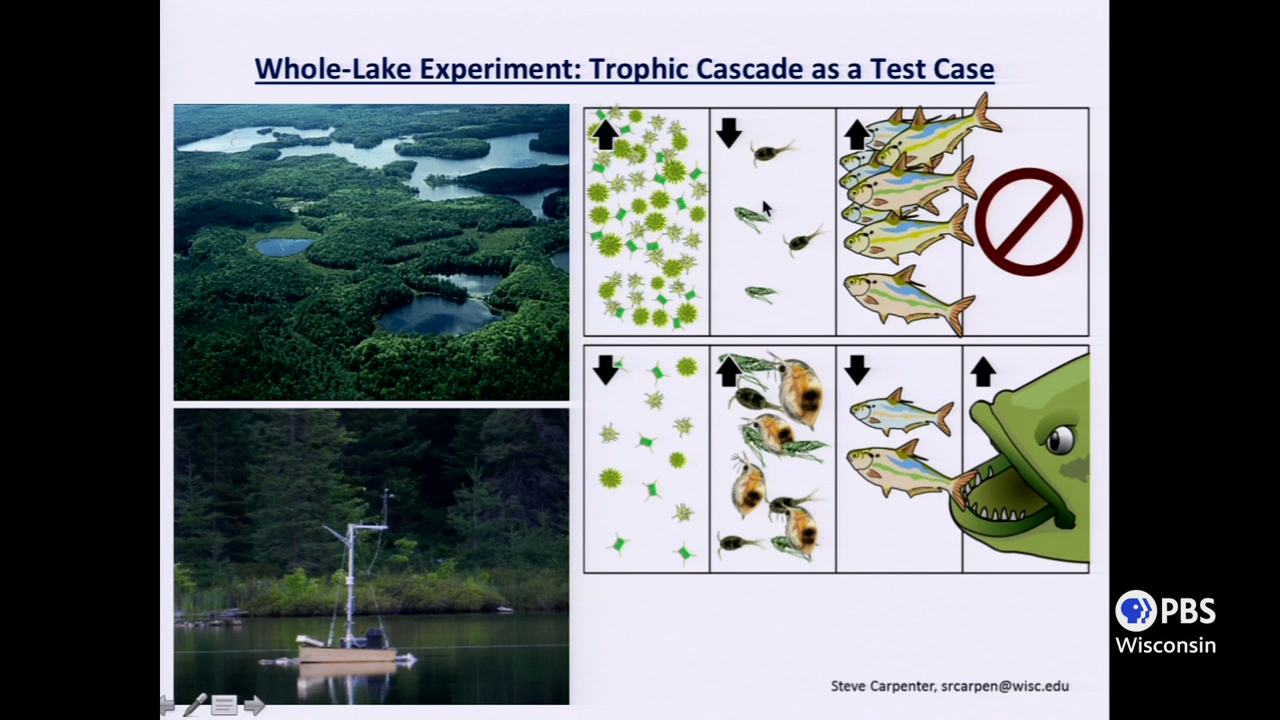 Whole-Lake Experiment: Trophic Cascade as a Test Case
PBS
Wisconsin
Steve Carpenter, srcarpen@wisc.edu